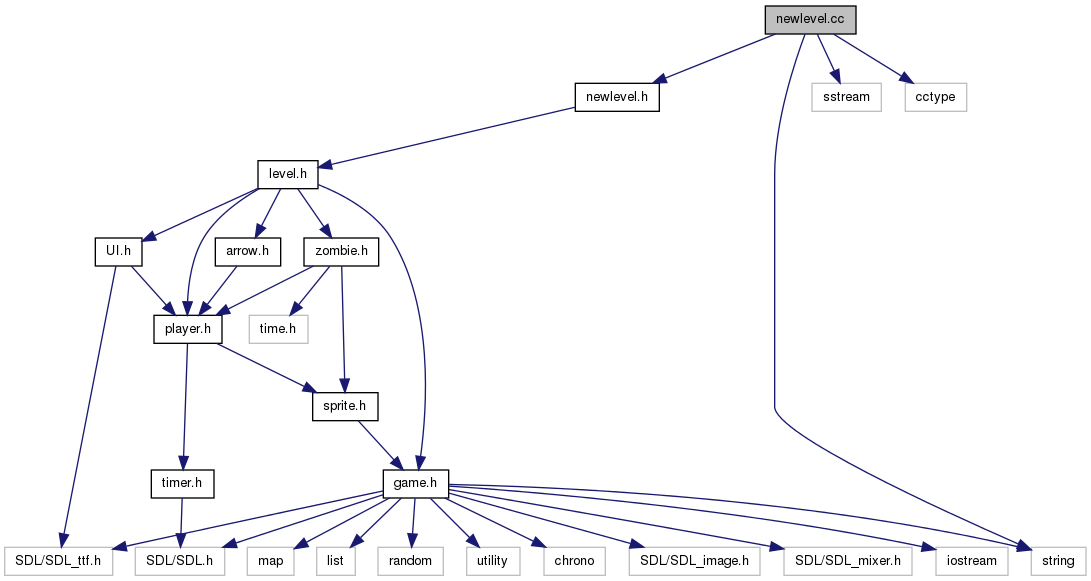 newlevel.cc
newlevel.h
sstream
cctype
level.h
UI.h
arrow.h
zombie.h
player.h
time.h
sprite.h
timer.h
game.h
SDL/SDL_ttf.h
SDL/SDL.h
map
list
random
utility
chrono
SDL/SDL_image.h
SDL/SDL_mixer.h
iostream
string